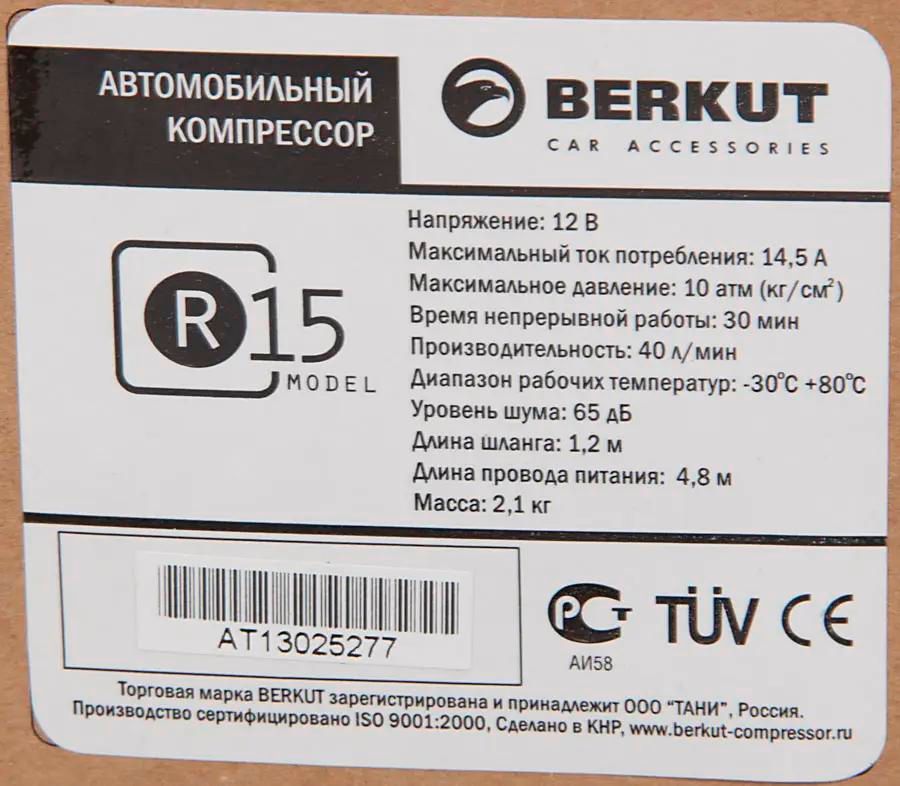 АВТОМОБИЛЬНЫЙ
КОМПРЕССОР
BERKUT
CAR ACCESSORIES
R15
MODEL
Напряжение: 12 В
Максимальный ток потребления: 14,5 А
Максимальное давление: 10 атм (кг/см²)
Время непрерывной работы: 30 мин
Производительность: 40 л/мин
Диапазон рабочих температур: -30°C +80°C
Уровень шума: 65 дБ
Длина шланга: 1,2 м
Длина провода питания: 4,8 м
Масса: 2,1 кг
AT13025277
РСТ
АИ58
TÜV
CE
Торговая марка BERKUT зарегистрирована и принадлежит ООО "ТАНИ", Россия.
Производство сертифицировано ISO 9001:2000, Сделано в КНР, www.berkut-compressor.ru